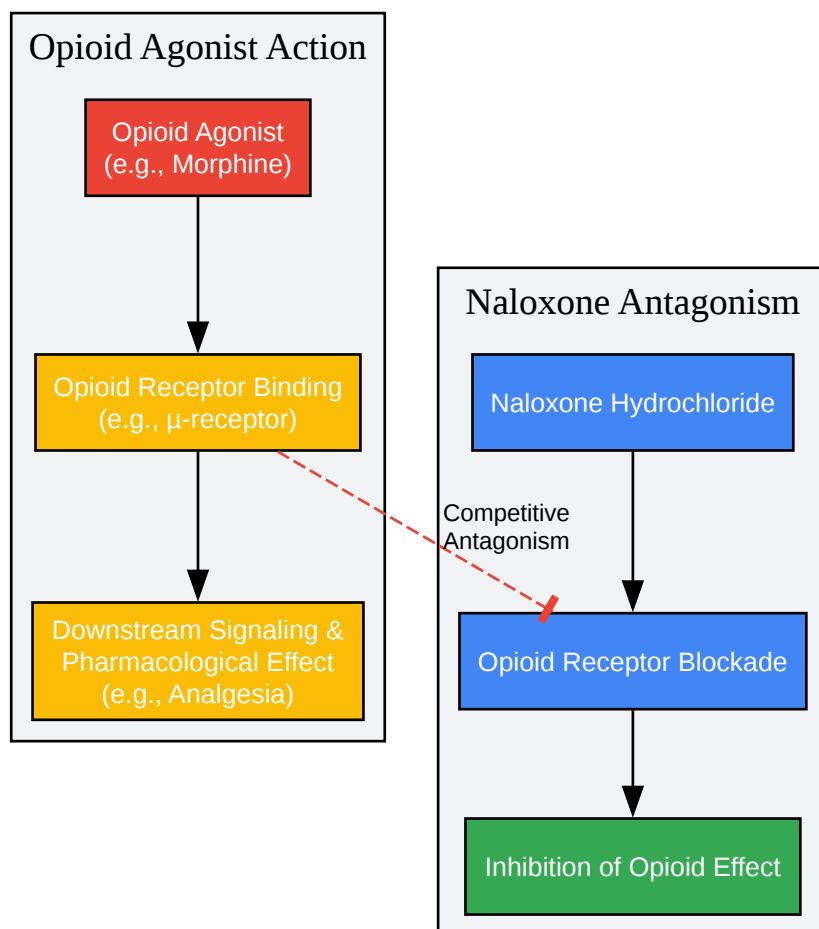 Opioid Agonist Action
Opioid Agonist
(e.g., Morphine)
Opioid Receptor Binding
(e.g., µ-receptor)
Downstream Signaling &
Pharmacological Effect
(e.g., Analgesia)
Naloxone Antagonism
Naloxone Hydrochloride
Competitive
Antagonism
Opioid Receptor Blockade
Inhibition of Opioid Effect